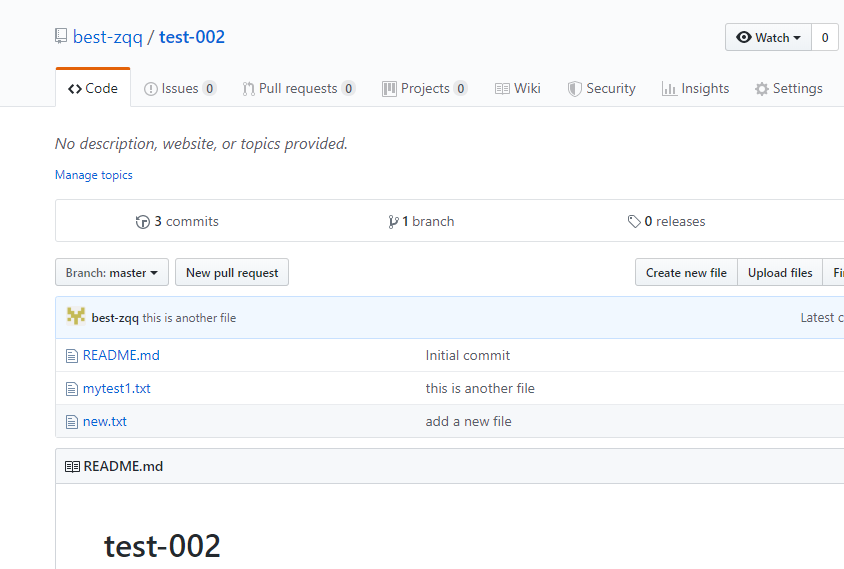 best-zqq / test-002
Watch 0
Code Issues 0 Pull requests 0 Projects 0 Wiki Security Insights Settings
No description, website, or topics provided.
Manage topics
3 commits 1 branch 0 releases
Branch: master New pull request Create new file Upload files Fi
best-zqq this is another file Latest c
README.md Initial commit
mytest1.txt this is another file
new.txt add a new file
README.md
test-002